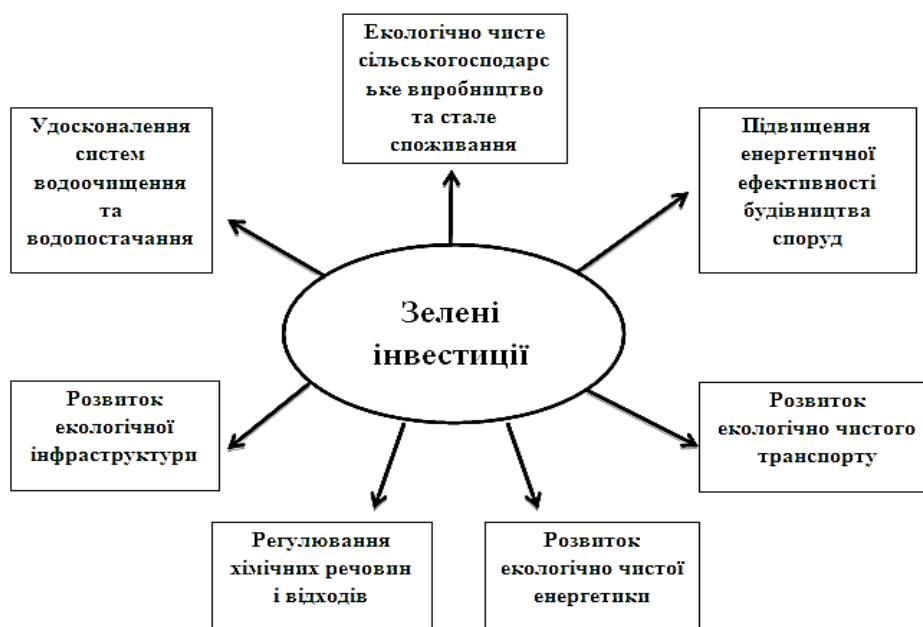 Екологічно чисте
сільськогосподарс
ьке виробництво
та стале
споживання
Удосконалення
систем
водоочищення
та
водопостачання
Підвищення
енергетичної
ефективності
будівництва
споруд
Зелені
інвестиції
Розвиток
екологічної
інфраструктури
Розвиток
екологічно чистого
транспорту
Регулювання
хімічних речовин
і відходів
Розвиток
екологічно чистої
енергетики